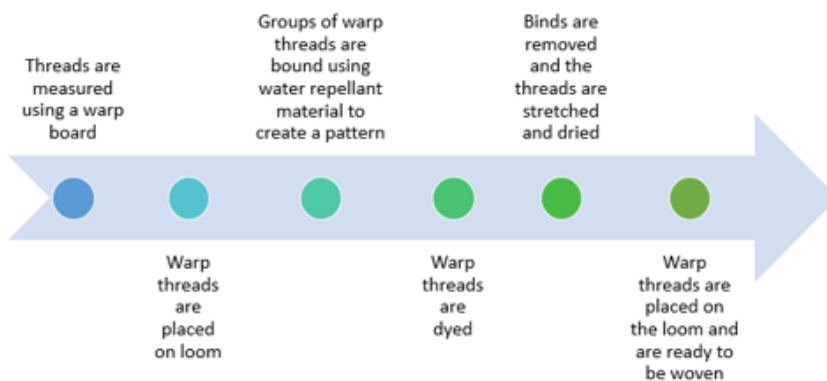 Threads are
measured
using a warp
board
Warp
threads
are
placed
on loom
Groups of warp
threads are
bound using
water repellant
material to
create a pattern
Warp
threads
are
dyed
Binds are
removed
and the
threads are
stretched
and dried
Warp
threads are
placed on
the loom and
are ready to
be woven